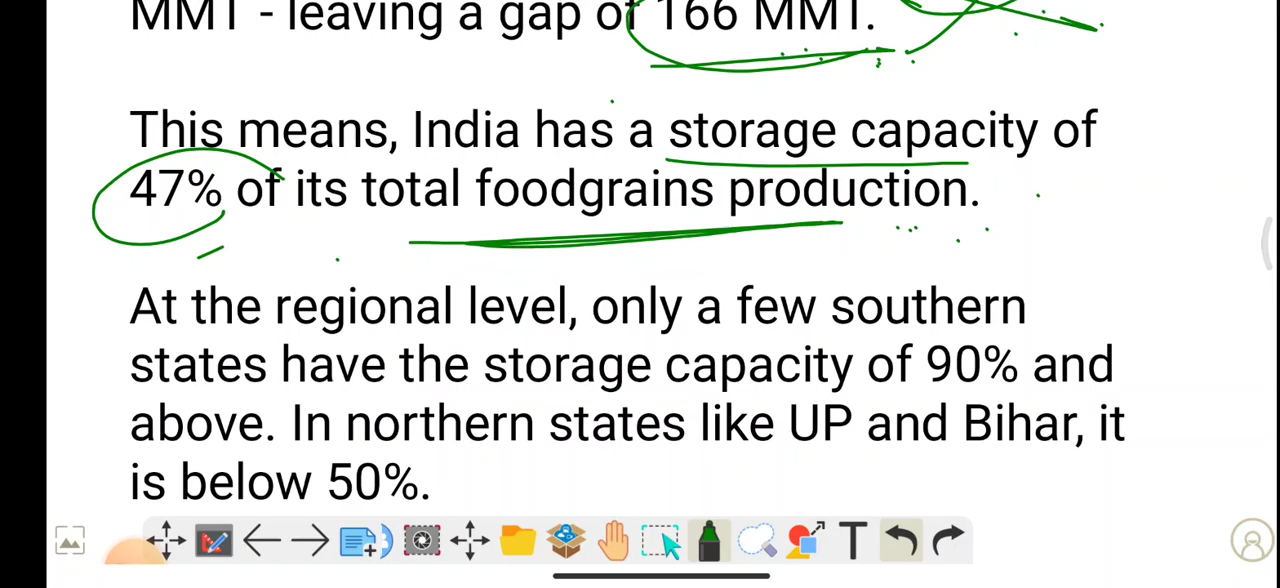 MMT - leaving a gap of 166 MMT.
This means, India has a storage capacity of
47% of its total foodgrains production.
At the regional level, only a few southern
states have the storage capacity of 90% and
above. In northern states like UP and Bihar, it
is below 50%.
T